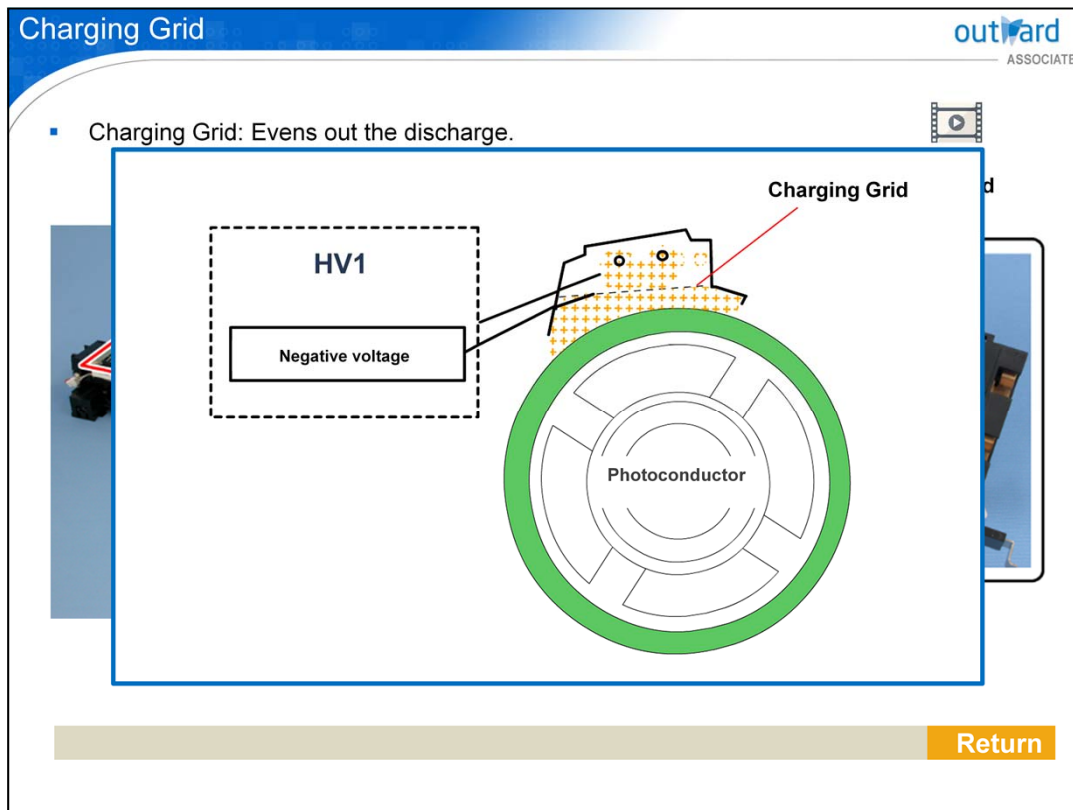 Charging Grid
outward
ASSOCIATE
▪ Charging Grid: Evens out the discharge.
d
Charging Grid
HV1
Negative voltage
Photoconductor
Return